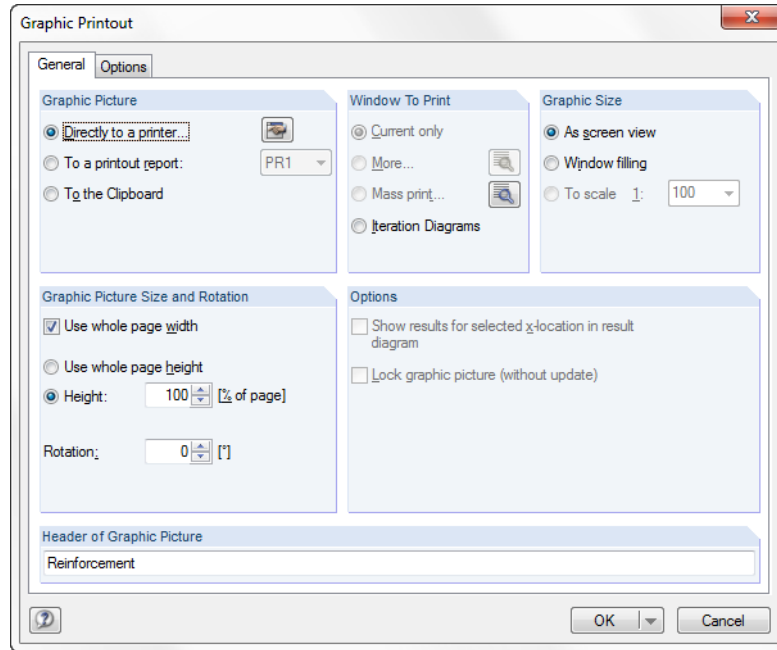 Graphic Printout
General
Options
Graphic Picture
Directly to a printer...
To a printout report:
PR1
To the Clipboard
Window To Print
Current only
More...
Mass print...
Iteration Diagrams
Graphic Size
As screen view
Window filling
To scale 1:
100
Graphic Picture Size and Rotation
Use whole page width
Use whole page height
Height:
100
[% of page]
Rotation:
0
[°]
Options
Show results for selected x-location in result
diagram
Lock graphic picture (without update)
Header of Graphic Picture
Reinforcement
OK
Cancel